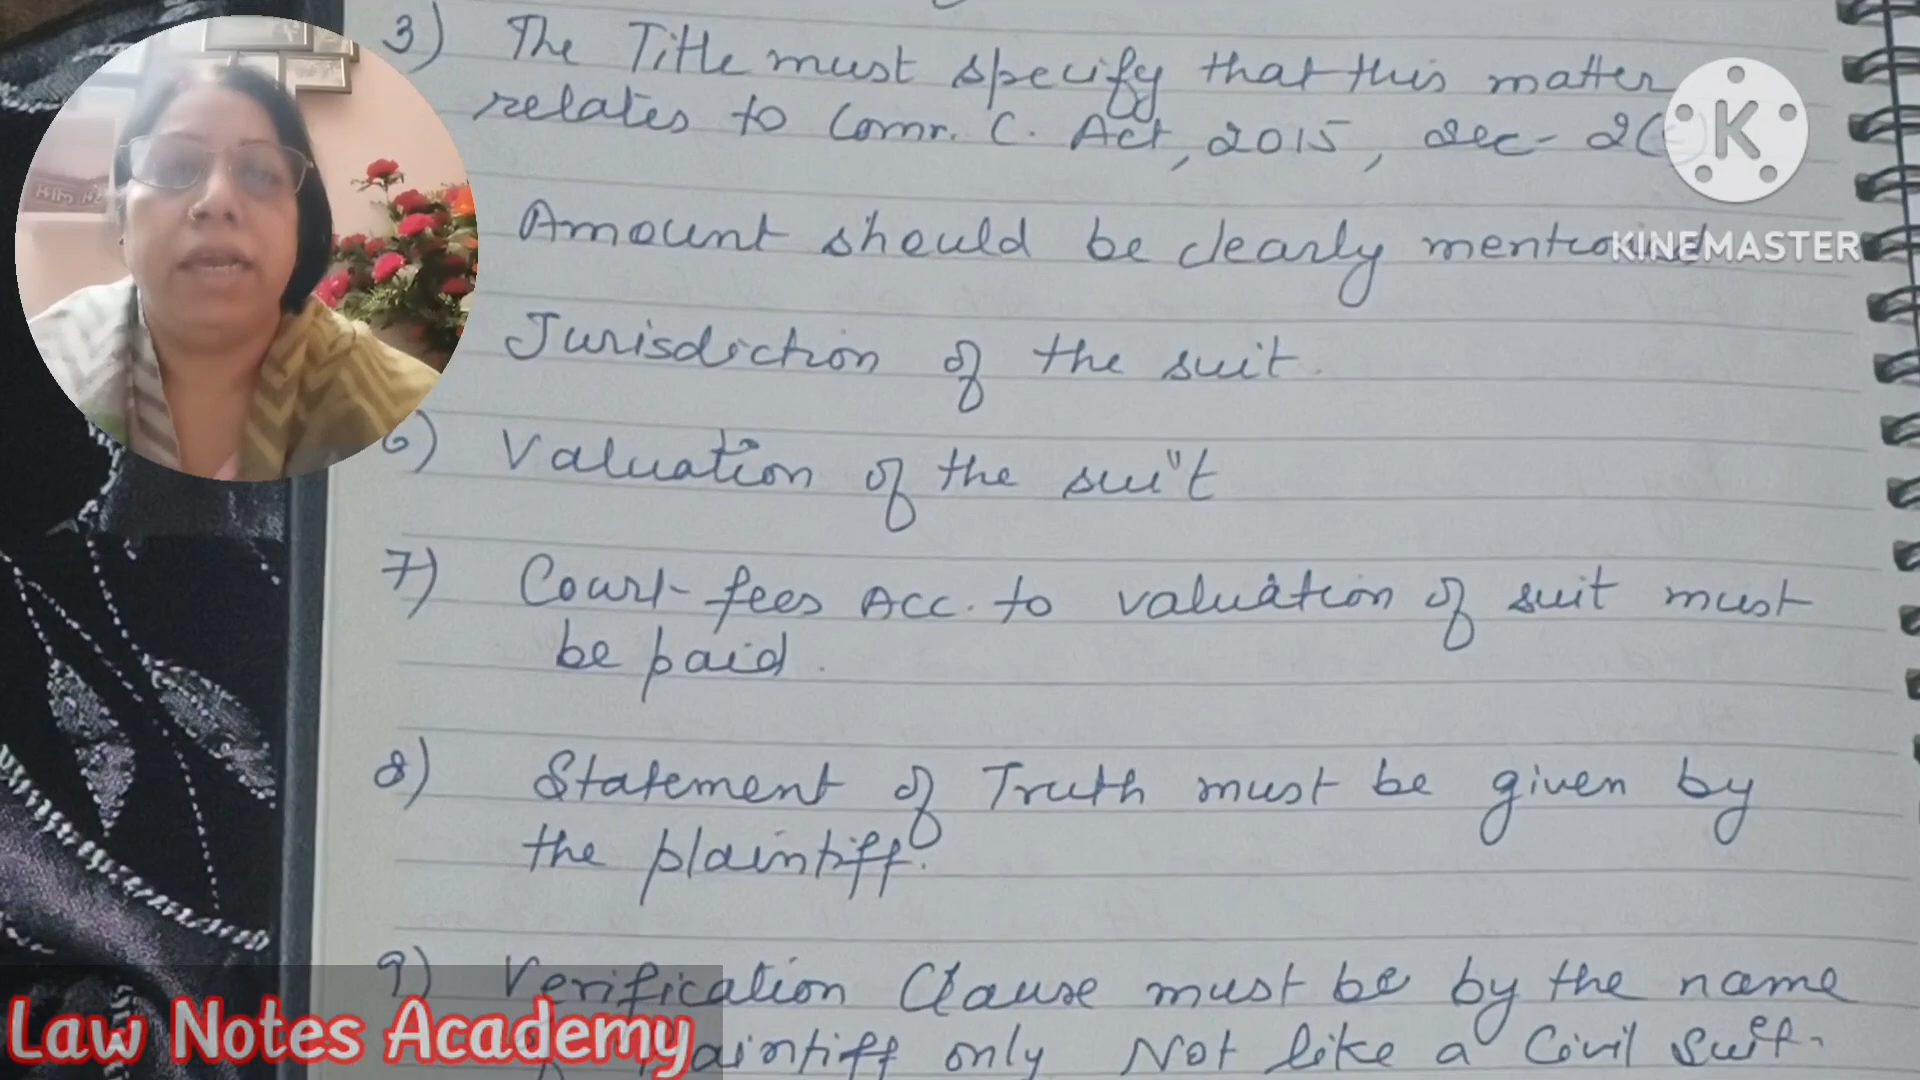 3) The Title must specify that this matter
relates to Comr. C. Act, 2015, sec- 2(
Amount should be clearly mentioned
Jurisdiction of the suit.
6) Valuation of the suit
7) Court-fees Acc. to valuation of suit must
be paid.
8) Statement of Truth must be given by
the plaintiff.
9) Verification Clause must be by the name
plaintiff only Not like a Civil Suit.
K
KINEMASTER
Law Notes Academy